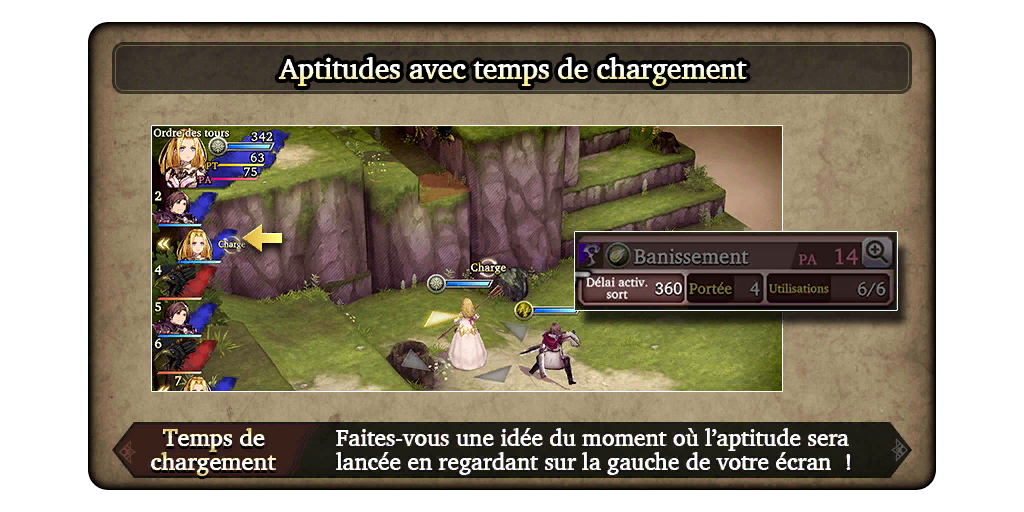 Aptitudes avec temps de chargement
Ordre des tours
342
PT 63
PA 75
2
Charge
4
5
6
7
Charge
Banissement PA 14
Délai activ. sort 360 Portée 4 Utilisations 6/6
Temps de
chargement
Faites-vous une idée du moment où l'aptitude sera
lancée en regardant sur la gauche de votre écran !